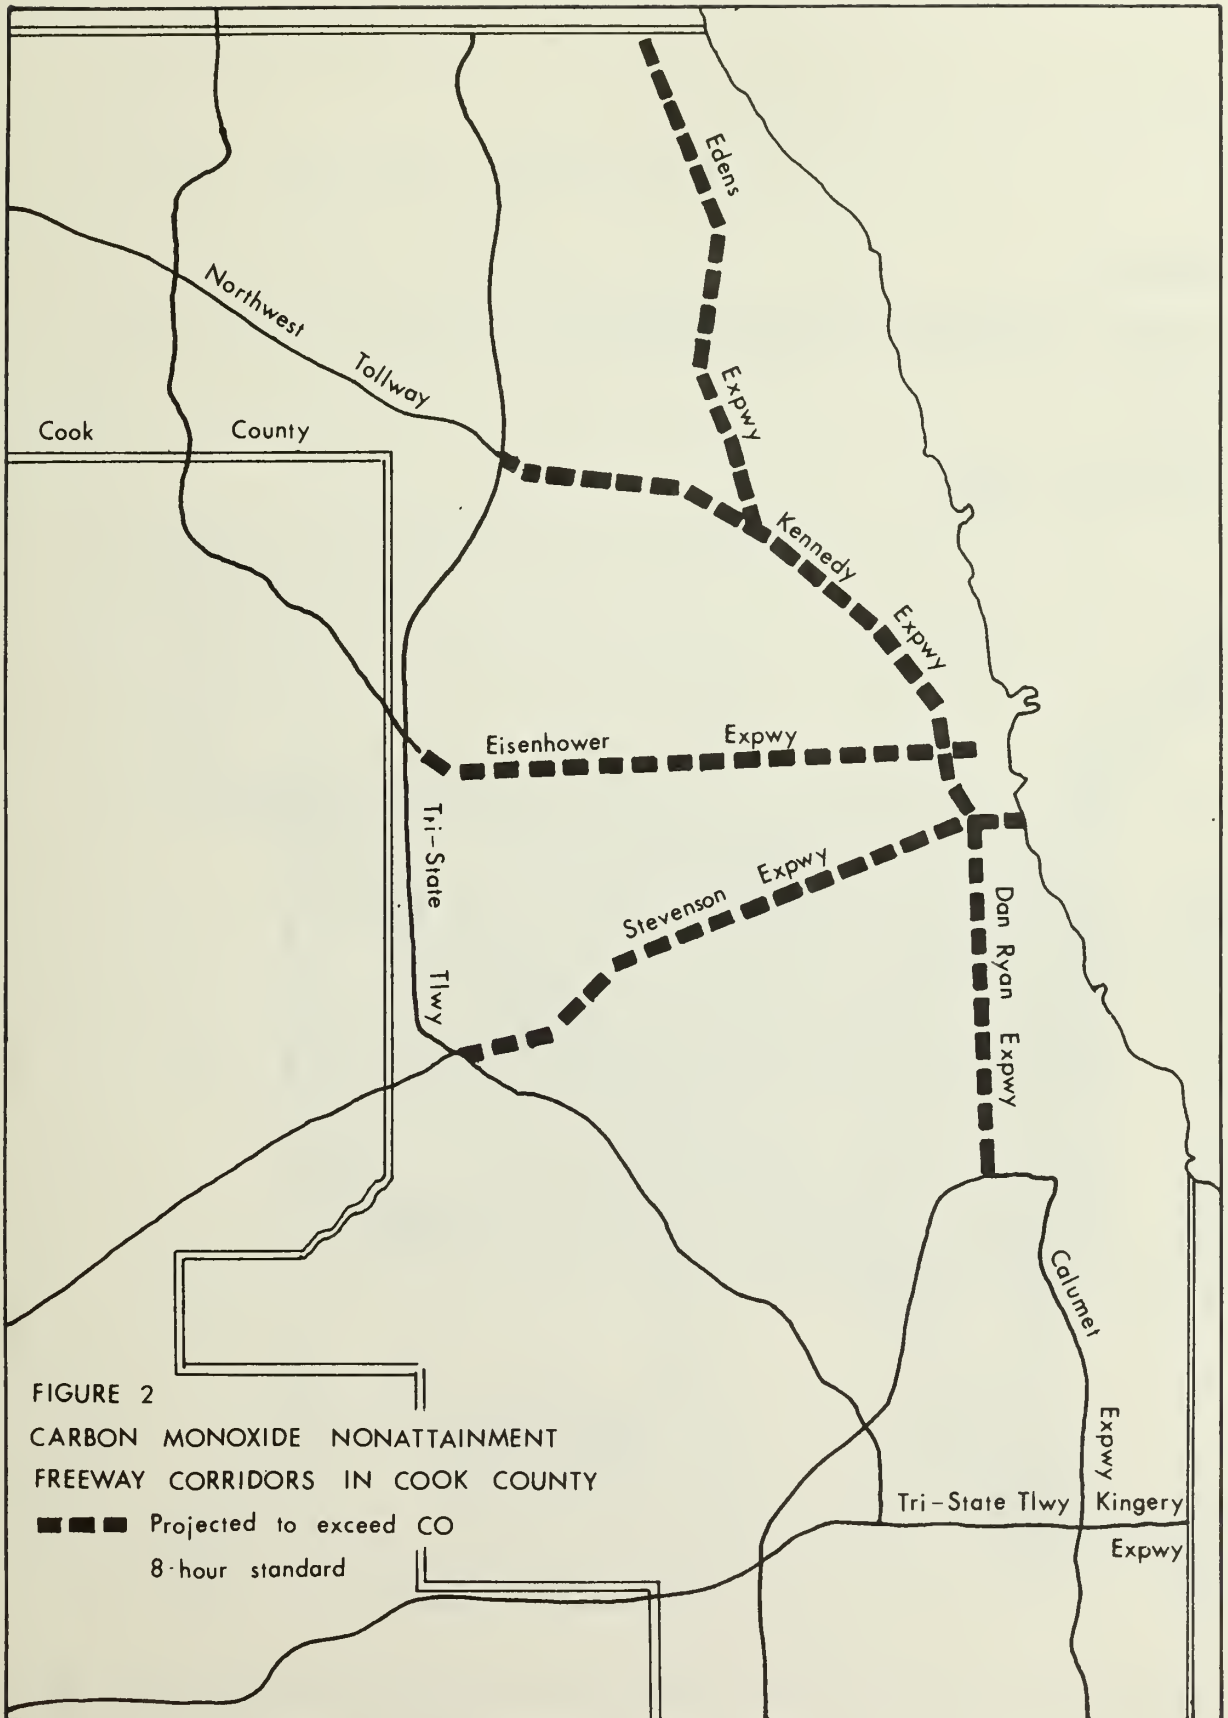 Edens
Expwy
Northwest
Tollway
Cook County
Kennedy
Expwy
Eisenhower Expwy
Tri-State
Tlwy
Stevenson Expwy
Dan Ryan Expwy
Calumet
Expwy
Tri-State Tlwy Kingery
Expwy
FIGURE 2
CARBON MONOXIDE NONATTAINMENT
FREEWAY CORRIDORS IN COOK COUNTY
Projected to exceed CO
8-hour standard